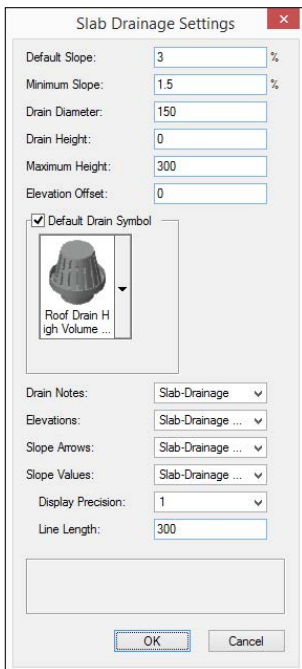 Slab Drainage Settings
Default Slope: 3 %
Minimum Slope: 1.5 %
Drain Diameter: 150
Drain Height: 0
Maximum Height: 300
Elevation Offset: 0
Default Drain Symbol
Roof Drain H
igh Volume ...
Drain Notes: Slab-Drainage
Elevations: Slab-Drainage ...
Slope Arrows: Slab-Drainage ...
Slope Values: Slab-Drainage ...
Display Precision: 1
Line Length: 300
OK Cancel